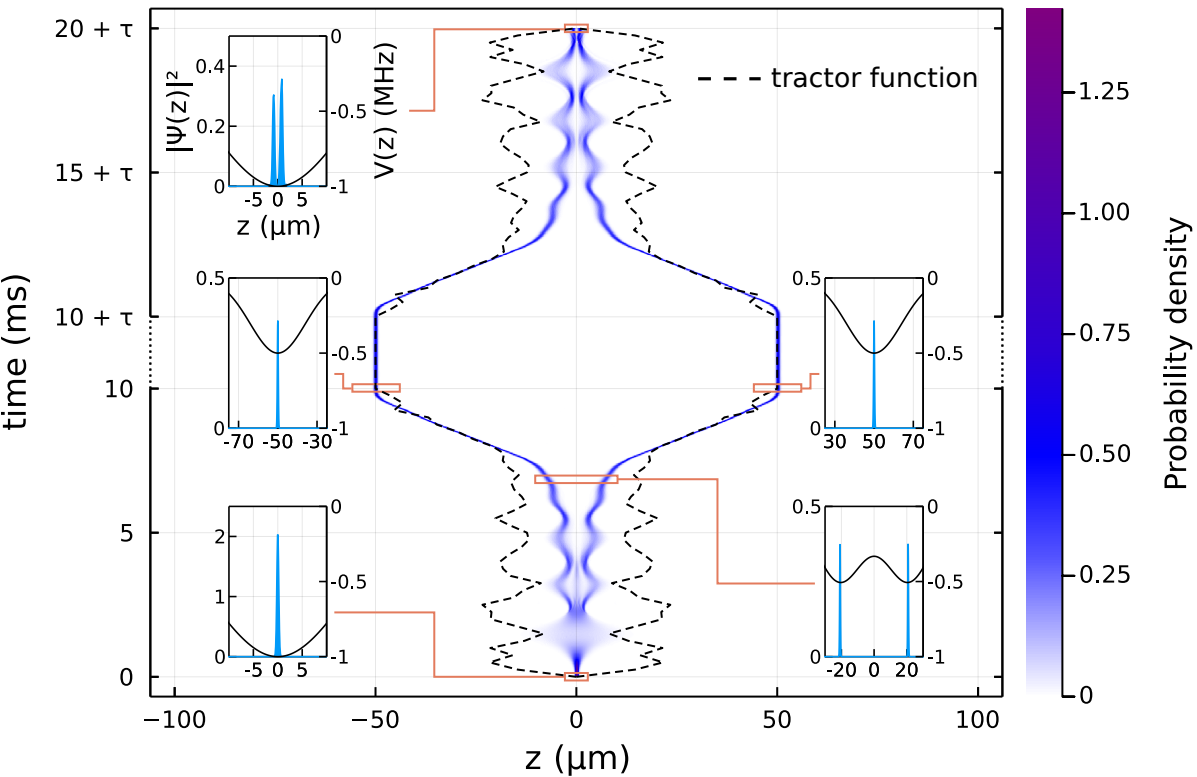 time (ms)
20 + τ
15 + τ
10 + τ
10
5
0
−100
−50
0
50
100
z (μm)
tractor function
|Ψ(z)|²
0.4
0.2
0
0
-0.5
-1
V(z) (MHz)
-5 0 5
z (μm)
0.5
0
0
-0.5
-1
-70 -50 -30
0.5
0
0
-0.5
-1
30 50 70
2
1
0
0
-0.5
-1
-5 0 5
0.5
0
0
-0.5
-1
-20 0 20
1.25
1.00
0.75
0.50
0.25
0
Probability density